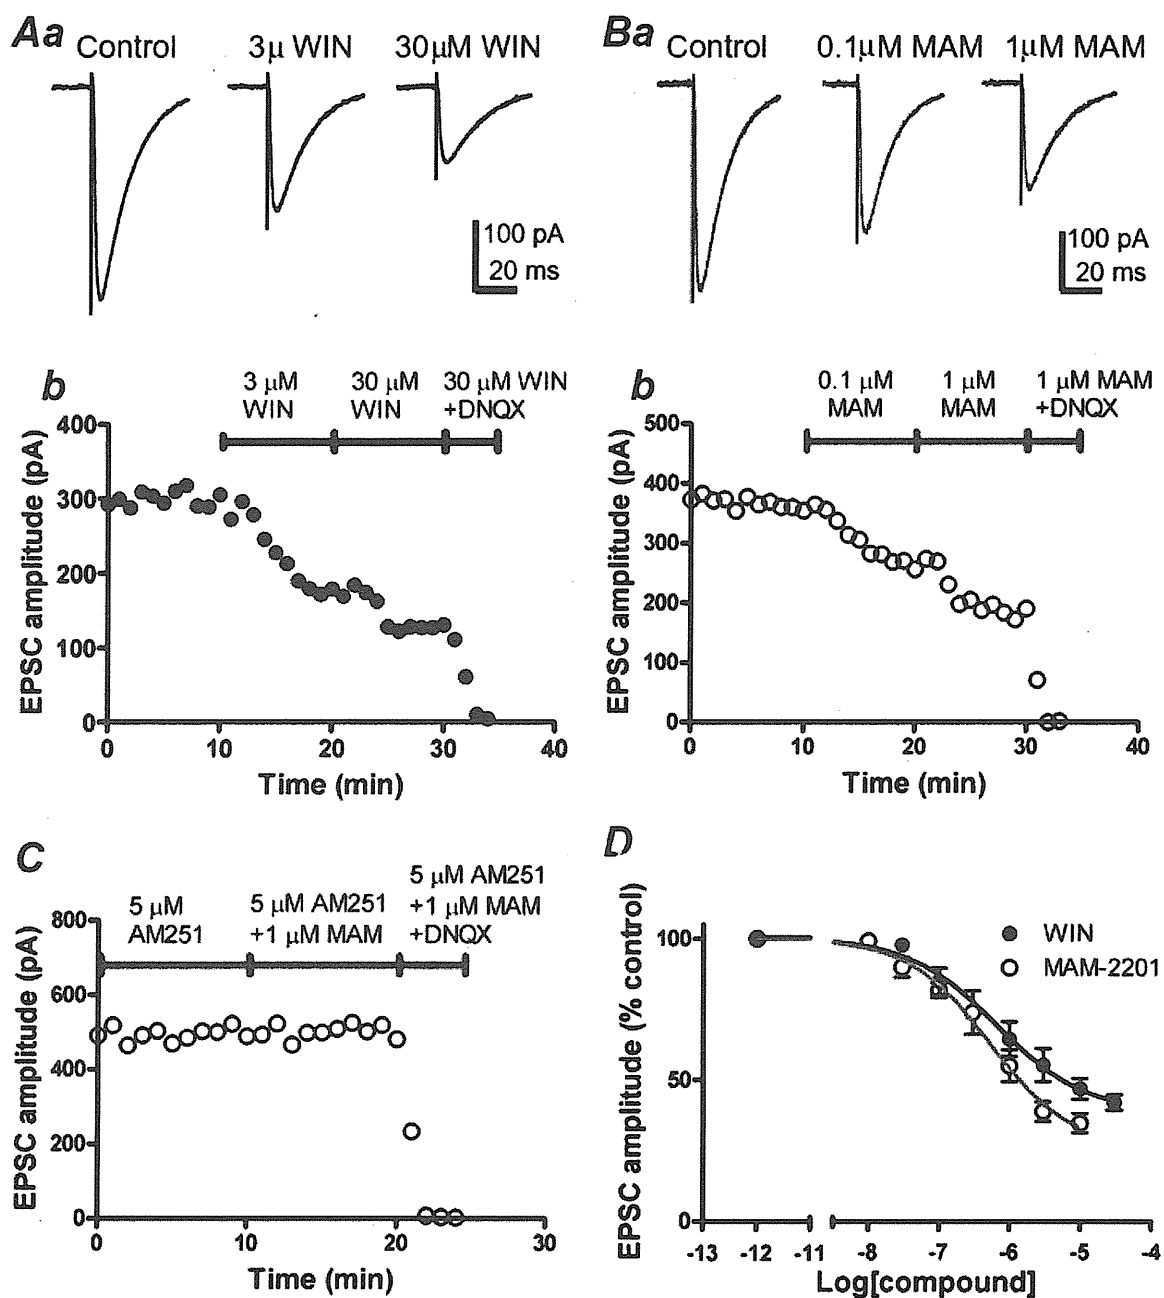 Aa
Control 3μ WIN 30μM WIN
100 pA
20 ms
Ba
Control 0.1μM MAM 1μM MAM
100 pA
20 ms
b
3 μM 30 μM 30 μM WIN
WIN WIN +DNQX
EPSC amplitude (pA)
400
300
200
100
0
0 10 20 30 40
Time (min)
b
0.1 μM 1 μM 1 μM MAM
MAM MAM +DNQX
EPSC amplitude (pA)
500
400
300
200
100
0
0 10 20 30 40
Time (min)
C
5 μM AM251
5 μM 5 μM AM251 +1 μM MAM
AM251 +1 μM MAM +DNQX
EPSC amplitude (pA)
800
600
400
200
0
0 10 20 30
Time (min)
D
WIN
MAM-2201
EPSC amplitude (% control)
100
50
0
-13 -12 -11 -8 -7 -6 -5 -4
Log[compound]